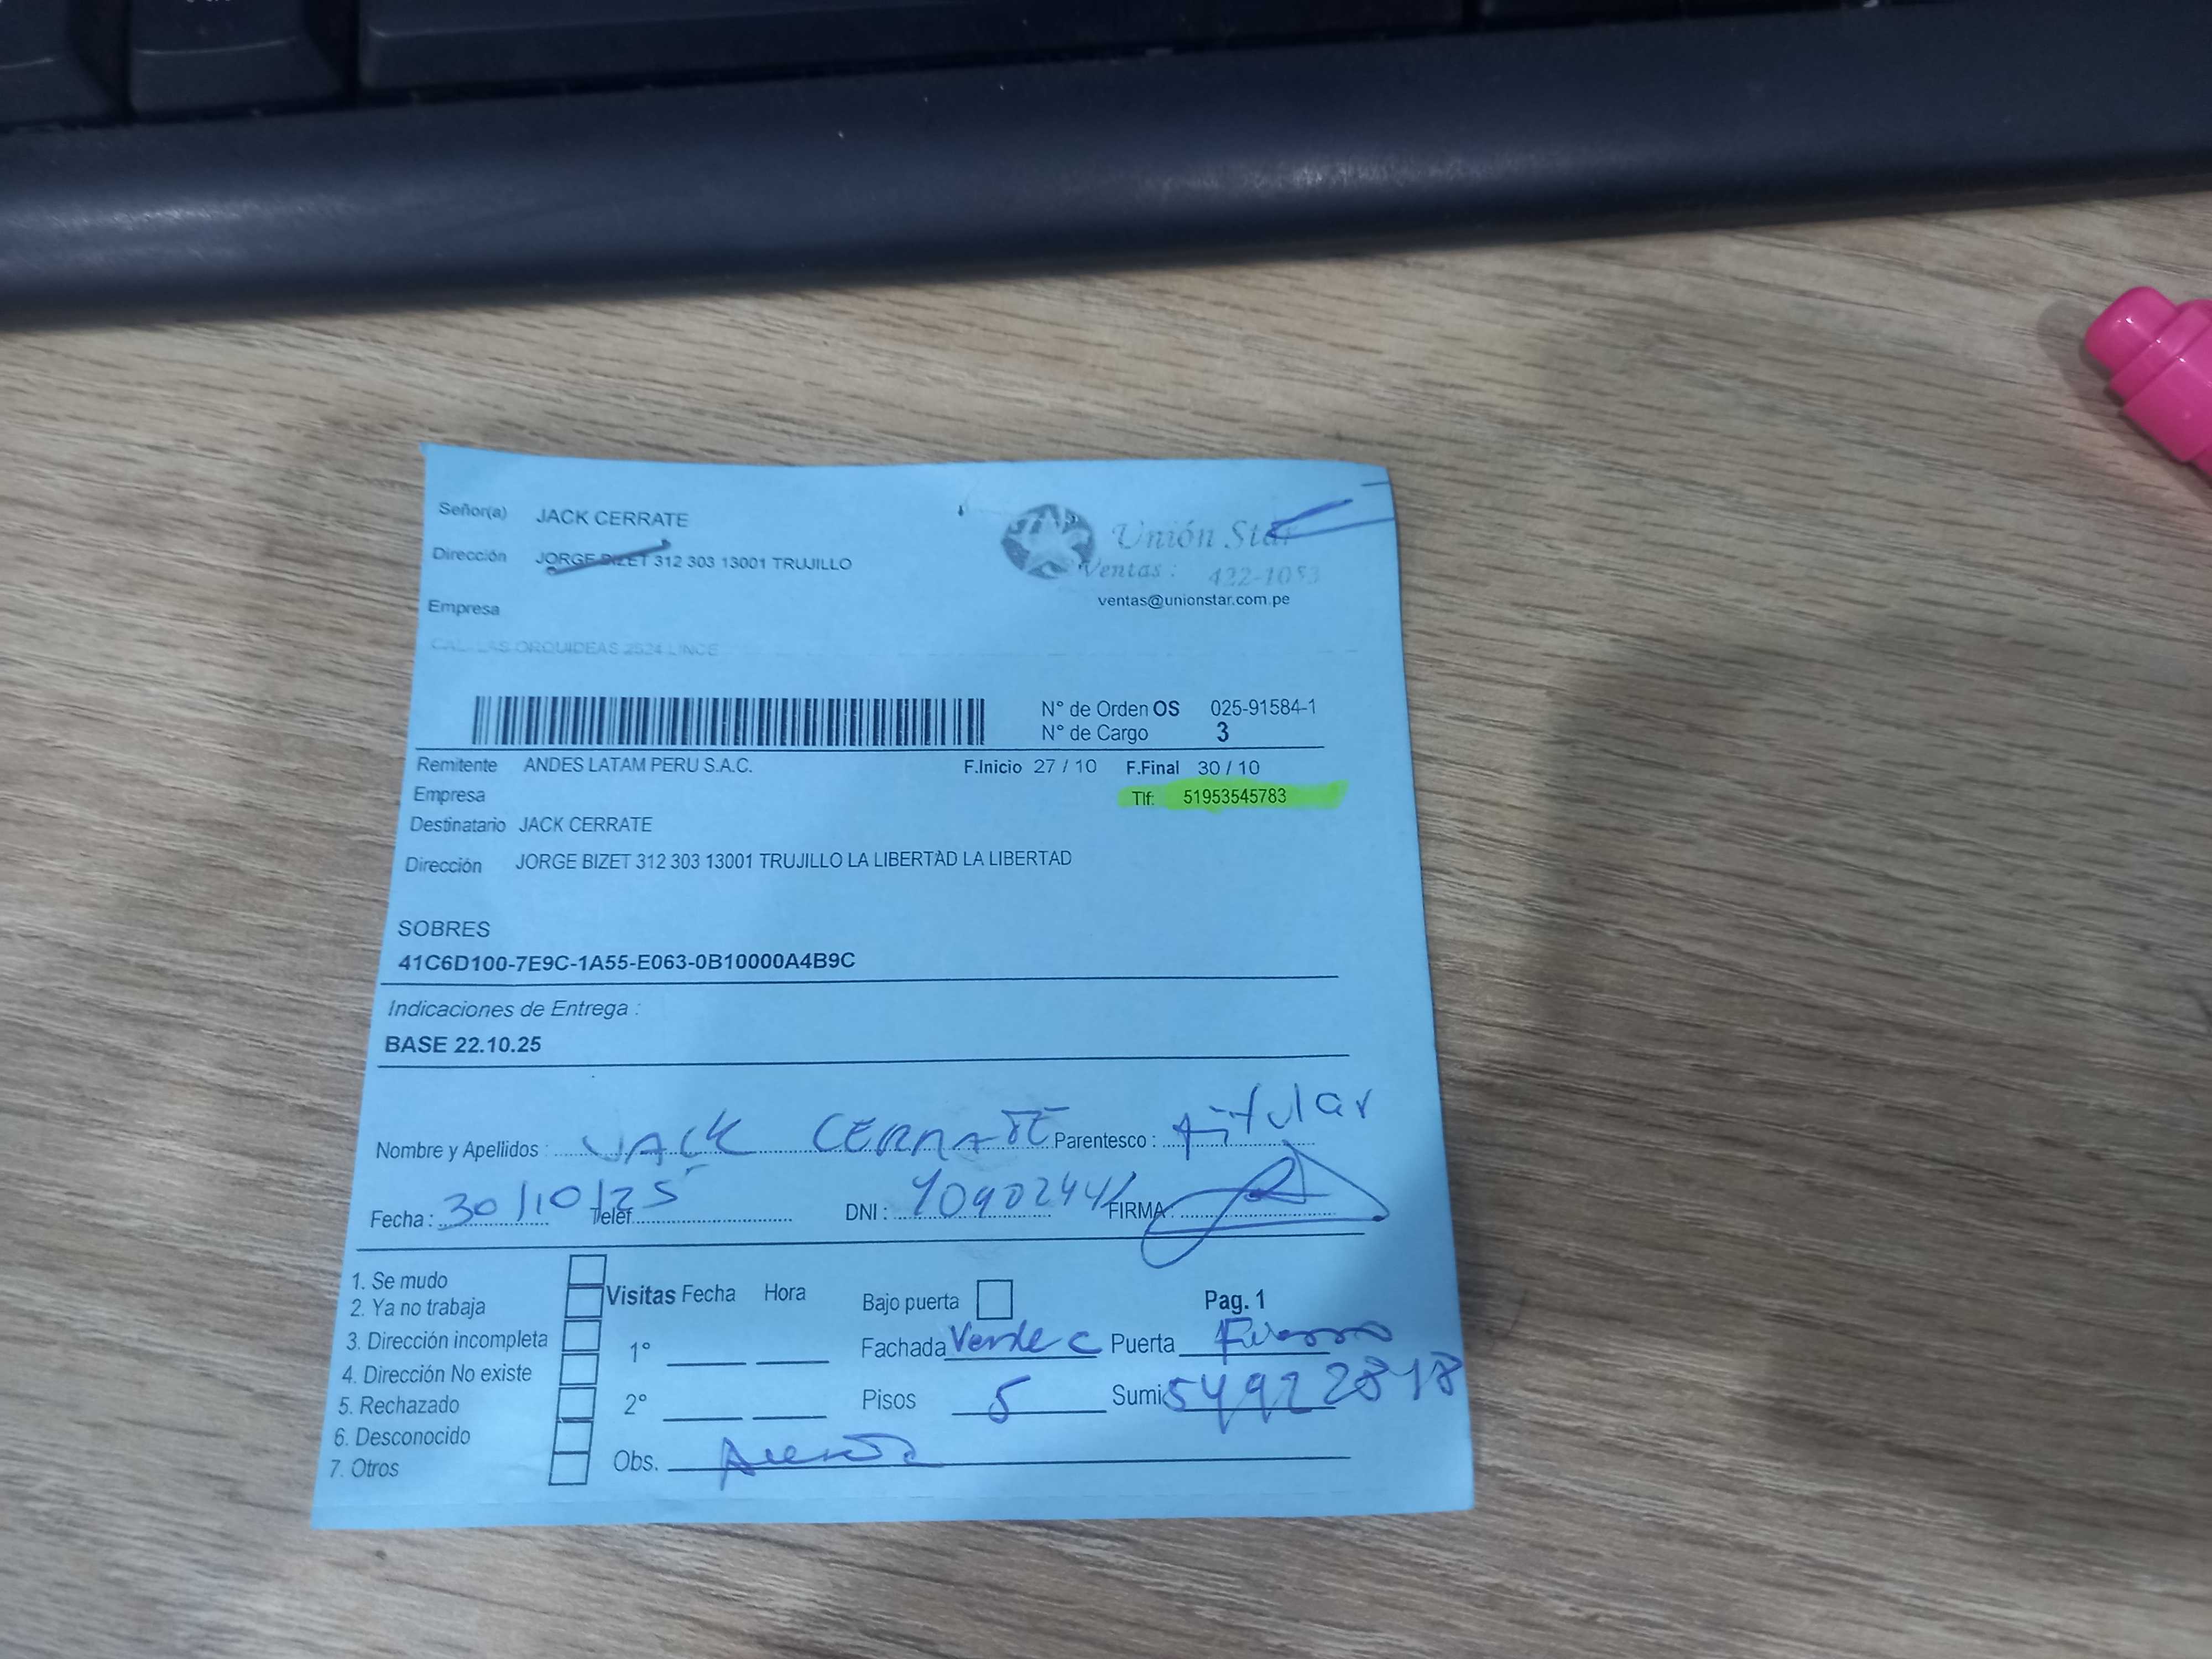 Señor(a) JACK CERRATE
Dirección JORGE BIZET 312 303 13001 TRUJILLO
Unión Star
Ventas : 422-1053
ventas@unionstar.com.pe
Empresa
CAL. LAS ORQUIDEAS 2524 LINCE
N° de Orden OS 025-91584-1
N° de Cargo 3
Remitente ANDES LATAM PERU S.A.C. F.Inicio 27 / 10 F.Final 30 / 10
Empresa Tlf: 51953545783
Destinatario JACK CERRATE
Dirección JORGE BIZET 312 303 13001 TRUJILLO LA LIBERTAD LA LIBERTAD
SOBRES
41C6D100-7E9C-1A55-E063-0B10000A4B9C
Indicaciones de Entrega :
BASE 22.10.25
Nombre y Apellidos : JACK CERRATE Parentesco : titular
Fecha : 30/10/25 Telef. DNI : FIRMA :
1. Se mudo
2. Ya no trabaja
3. Dirección incompleta
4. Dirección No existe
5. Rechazado
6. Desconocido
7. Otros
Visitas Fecha Hora Bajo puerta Pag. 1
1° Fachada Verde C Puerta
2° Pisos 5 Sumi
Obs.